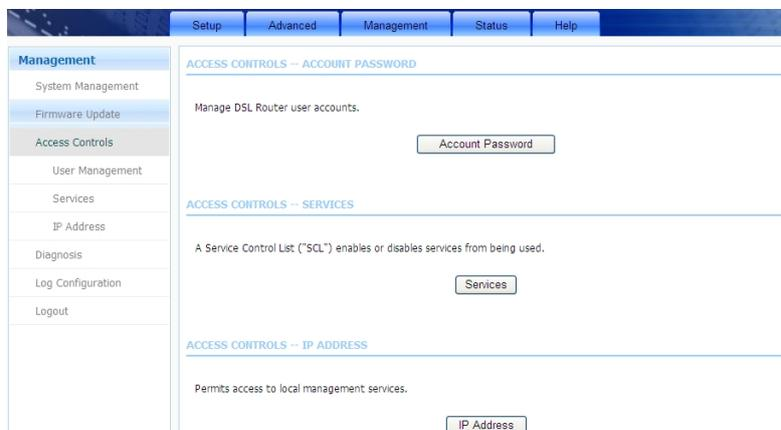 Setup
Advanced
Management
Status
Help
Management
System Management
Firmware Update
Access Controls
User Management
Services
IP Address
Diagnosis
Log Configuration
Logout
ACCESS CONTROLS -- ACCOUNT PASSWORD
Manage DSL Router user accounts.
Account Password
ACCESS CONTROLS -- SERVICES
A Service Control List ("SCL") enables or disables services from being used.
Services
ACCESS CONTROLS -- IP ADDRESS
Permits access to local management services.
IP Address